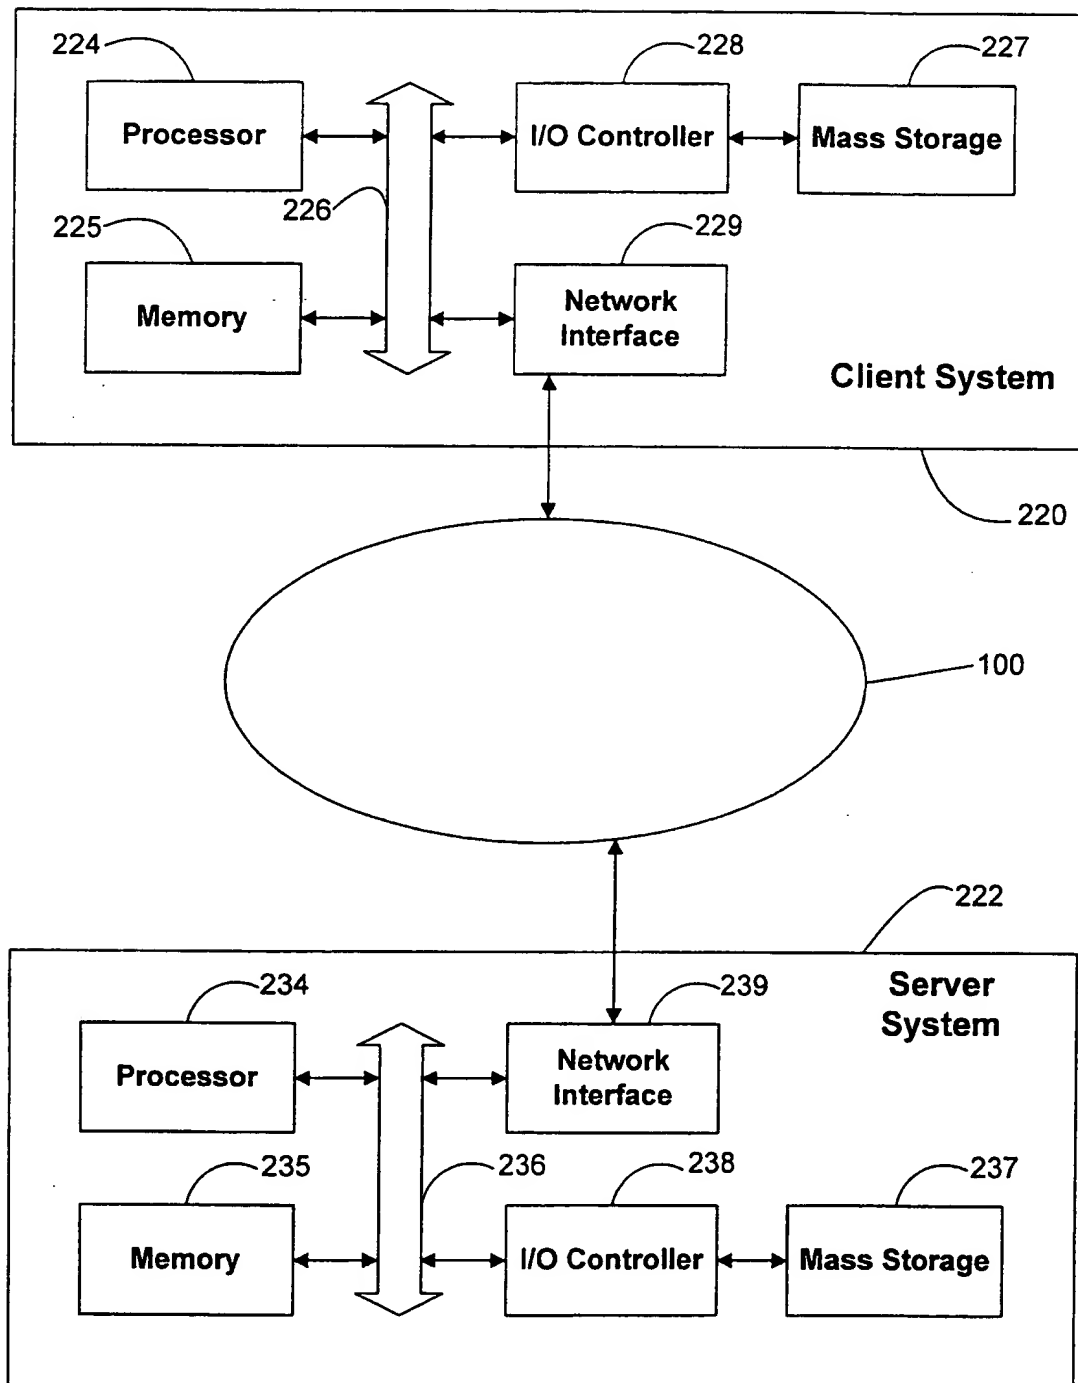 224
228
227
Processor
I/O Controller
Mass Storage
226
225
229
Memory
Network
Interface
Client System
220
100
222
234
239
Server
System
Processor
Network
Interface
235
236
238
237
Memory
I/O Controller
Mass Storage